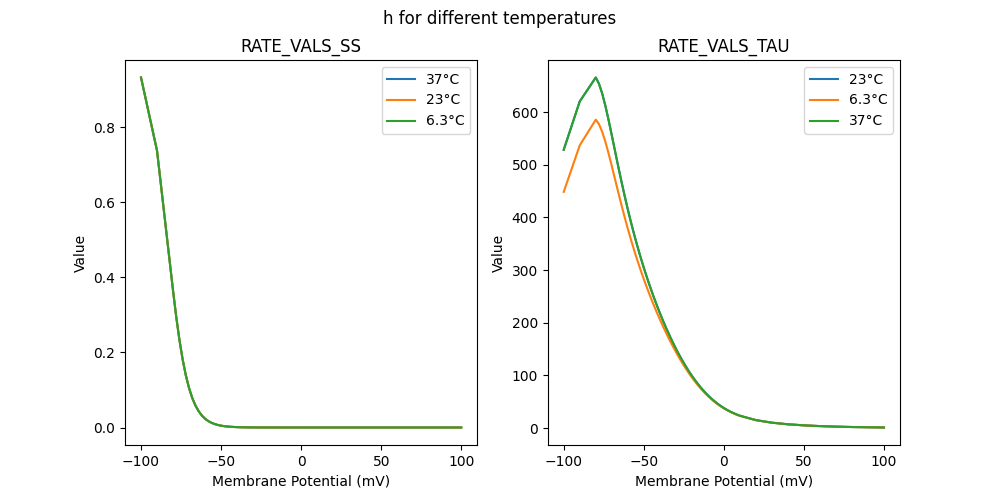 h for different temperatures
RATE_VALS_SS
37°C
23°C
6.3°C
0.8
0.6
0.4
0.2
0.0
Value
−100
−50
0
50
100
Membrane Potential (mV)
RATE_VALS_TAU
23°C
6.3°C
37°C
600
500
400
300
200
100
0
Value
−100
−50
0
50
100
Membrane Potential (mV)